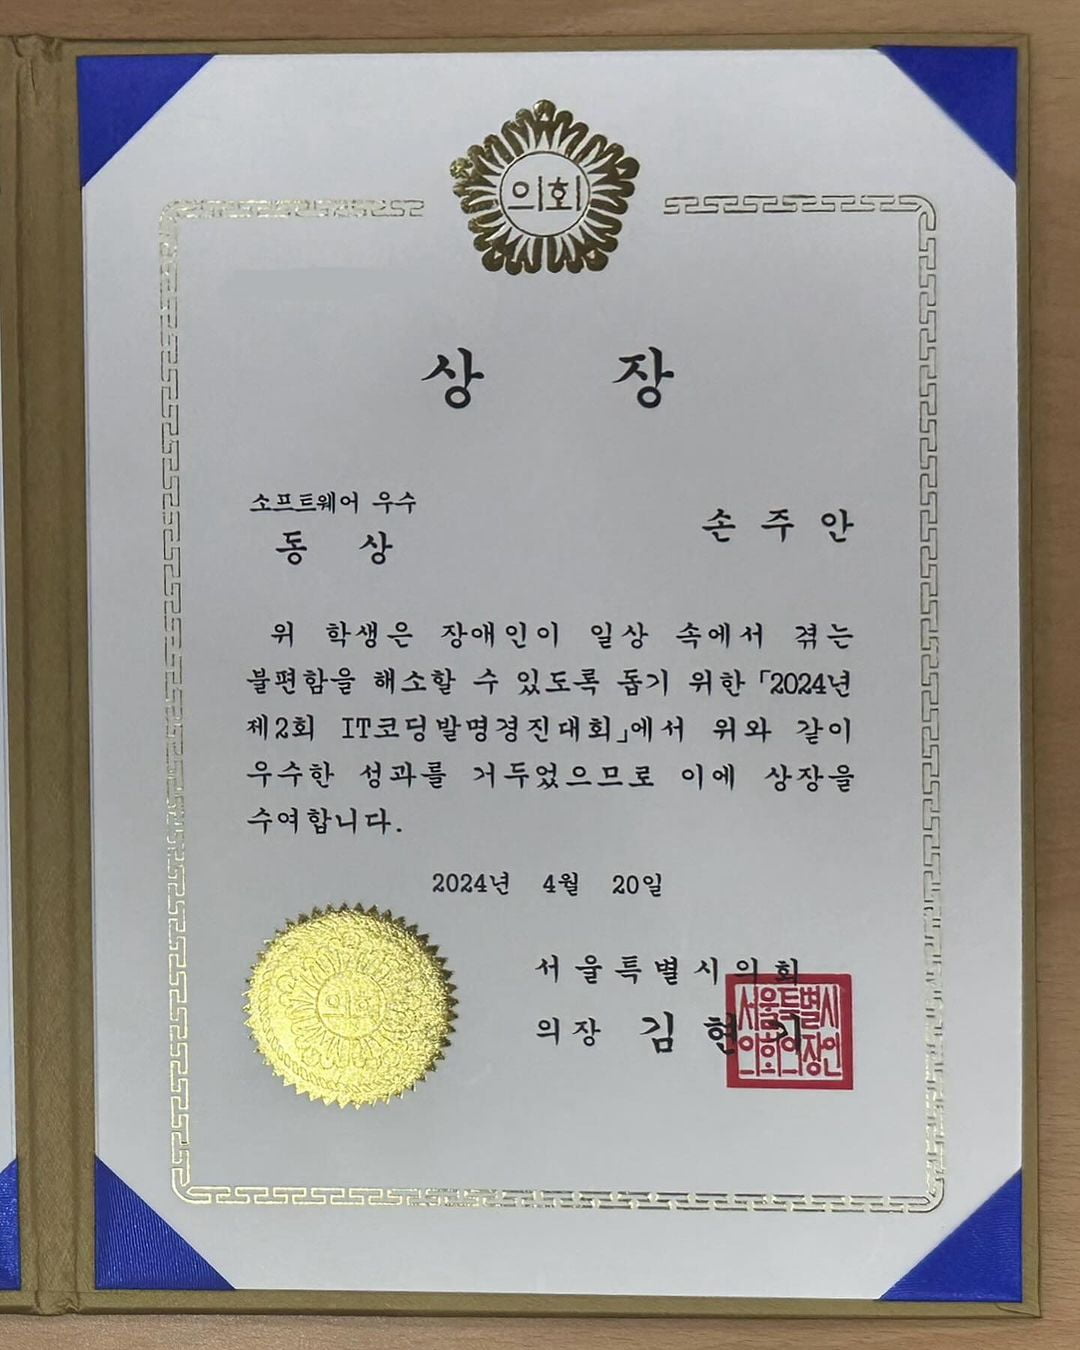 의회
상 장
소프트웨어 우수
동 상
손 주 안
위 학생은 장애인이 일상 속에서 겪는
불편함을 해소할 수 있도록 돕기 위한 「2024년
제2회 IT코딩발명경진대회」에서 위와 같이
우수한 성과를 거두었으므로 이에 상장을
수여합니다.
2024년 4월 20일
의회
서울특별시의회
의장 김 현 기
서울특별시
의회의장인